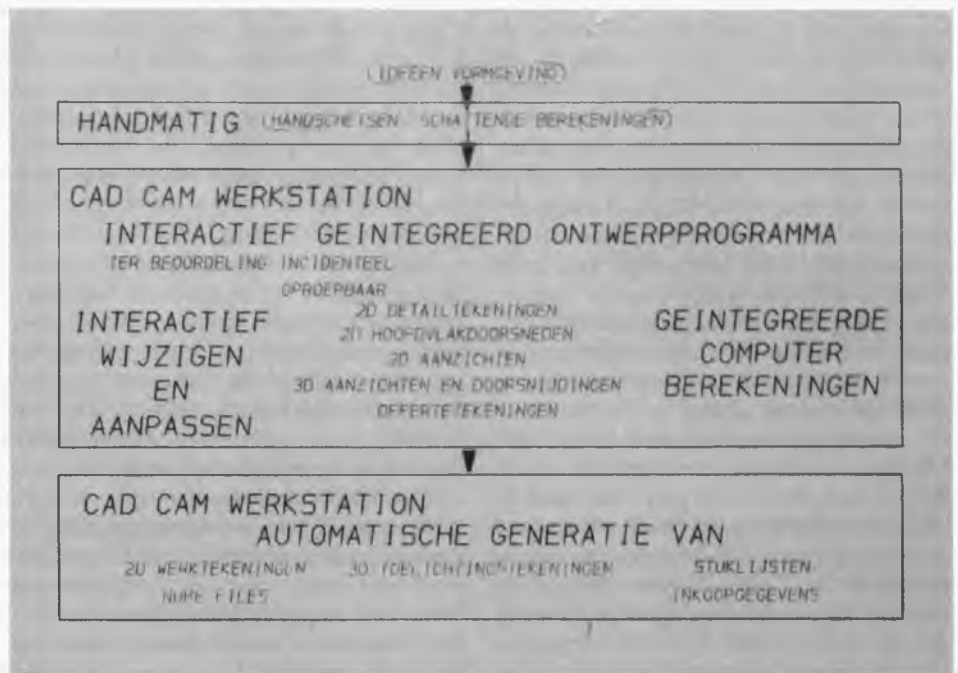 (IDEEEN VORMGEVING)
HANDMATIG (HANDSCHETSEN. SCHATTENDE BEREKENINGEN)
CAD CAM WERKSTATION
INTERACTIEF GEINTEGREERD ONTWERPPROGRAMMA
TER BEOORDELING INCIDENTEEL
OPROEPBAAR
2D DETAILTEKENINGEN
2D HOOFDVLAKDOORSNEDEN
2D AANZICHTEN
3D AANZICHTEN EN DOORSNIJDINGEN
OFFERTETEKENINGEN
INTERACTIEF
WIJZIGEN
EN
AANPASSEN
GEINTEGREERDE
COMPUTER
BEREKENINGEN
CAD CAM WERKSTATION
AUTOMATISCHE GENERATIE VAN
2D WERKTEKENINGEN 3D TOELICHTINGSTEKENINGEN STUKLIJSTEN
FILES INKOOPGEGEVENS